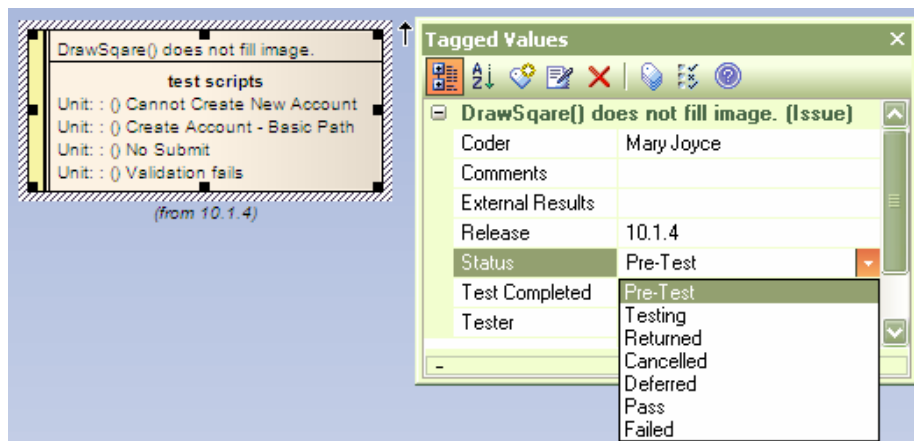 DrawSqare() does not fill image.
test scripts
Unit: : () Cannot Create New Account
Unit: : () Create Account - Basic Path
Unit: : () No Submit
Unit: : () Validation fails
(from 10.1.4)
Tagged Values
DrawSqare() does not fill image. (Issue)
Coder Mary Joyce
Comments
External Results
Release 10.1.4
Status Pre-Test
Test Completed Pre-Test
Tester Testing
Returned
Cancelled
Deferred
Pass
Failed